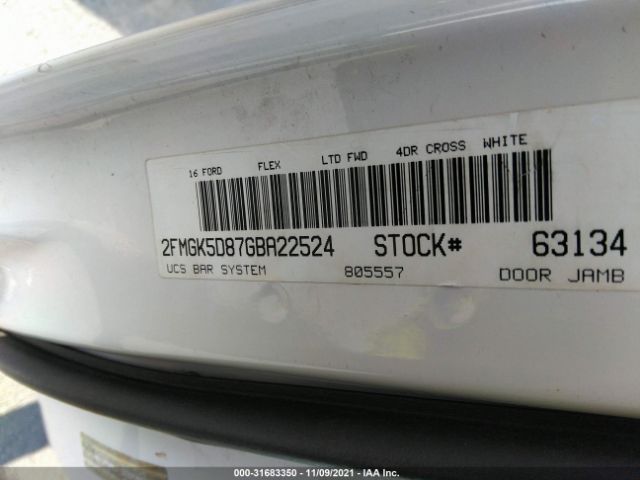 16 FORD FLEX LTD FWD 4DR CROSS WHITE
2FMGK5D87GBA22524 STOCK# 63134
UCS BAR SYSTEM 805557 DOOR JAMB
000-31683350 - 11/09/2021 - IAA Inc.